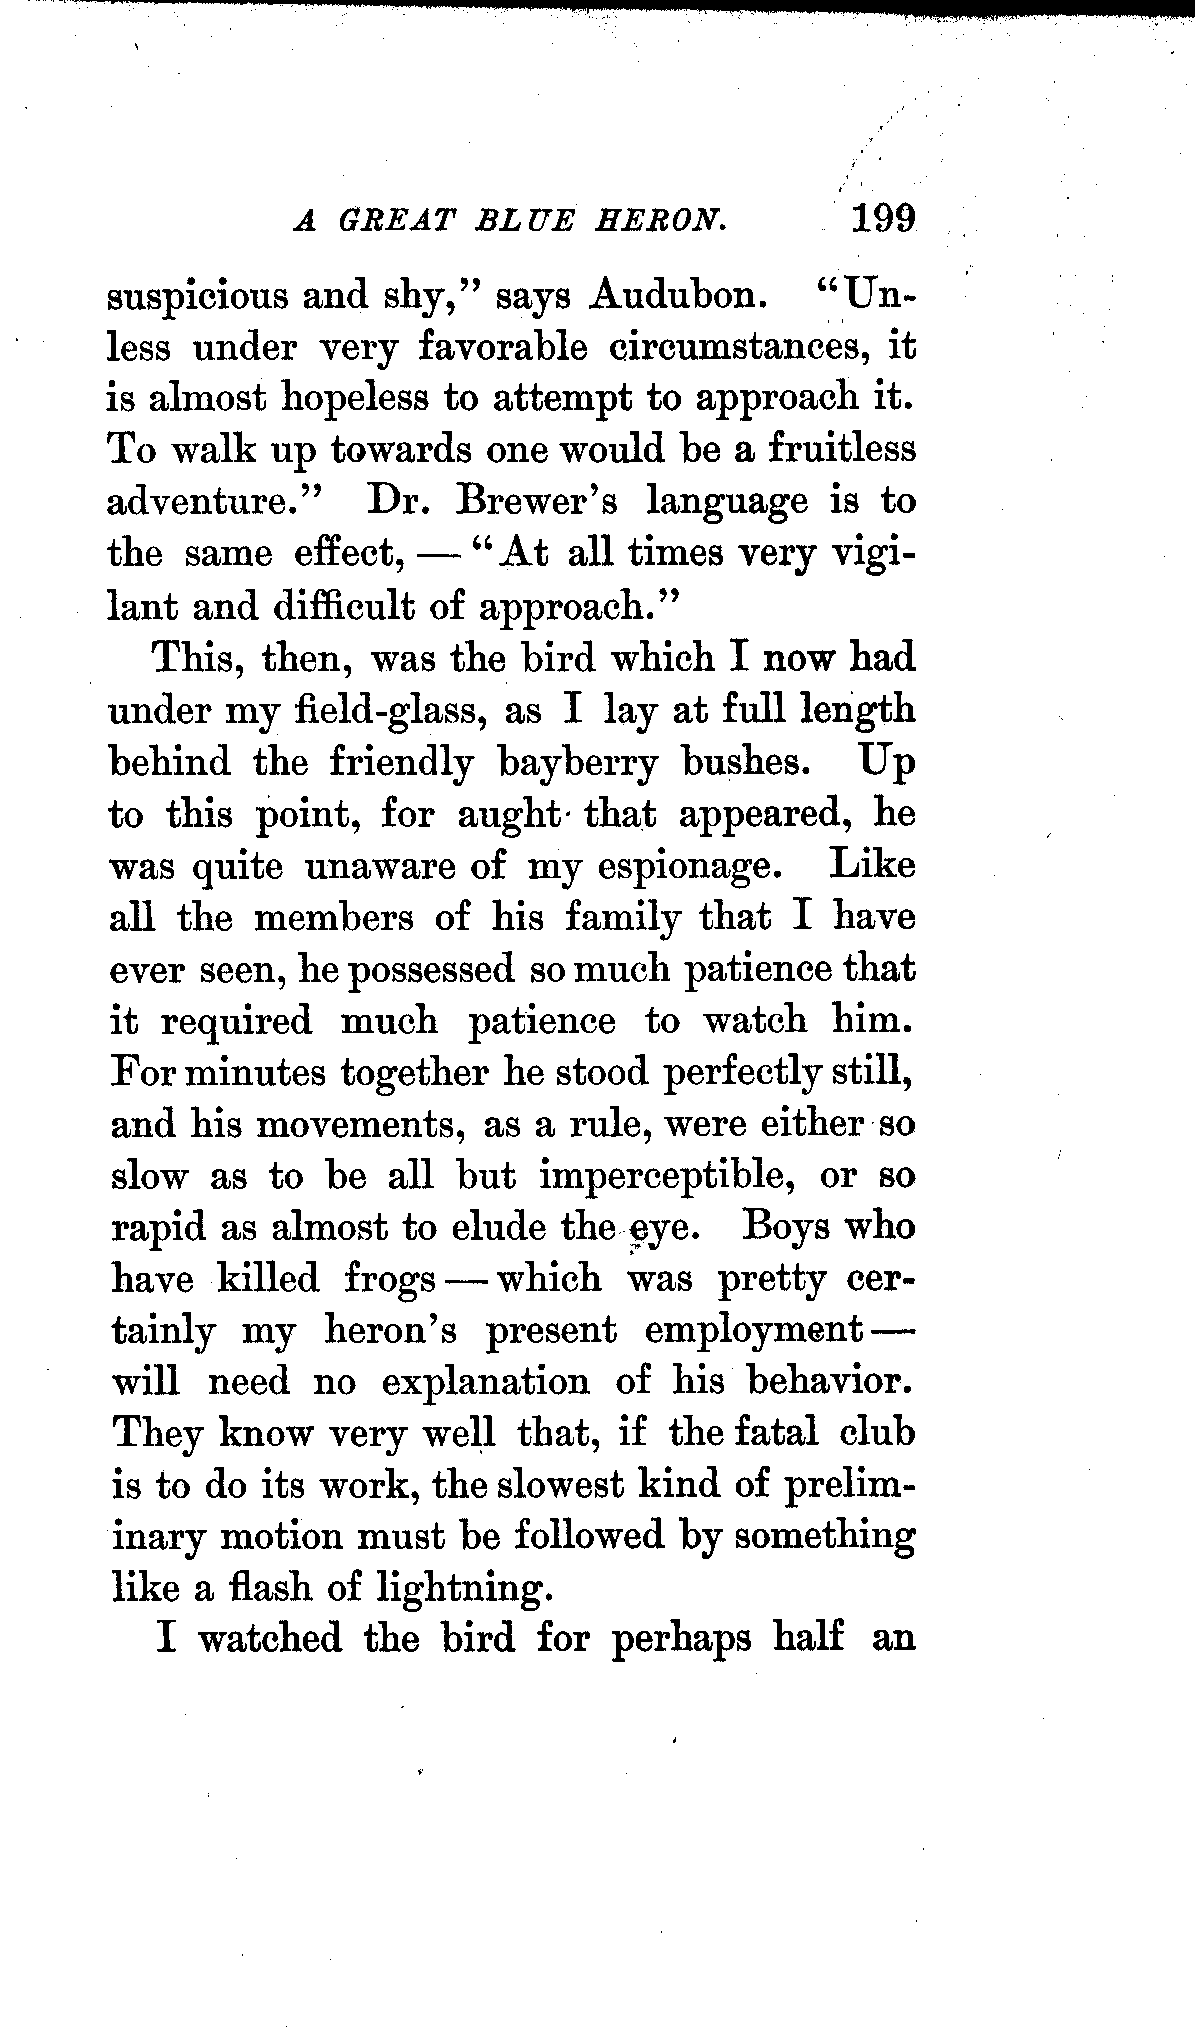 A GREAT BLUE HERON. 199
suspicious and shy," says Audubon. "Un-
less under very favorable circumstances, it
is almost hopeless to attempt to approach it.
To walk up towards one would be a fruitless
adventure." Dr. Brewer's language is to
the same effect, — "At all times very vigi-
lant and difficult of approach."
This, then, was the bird which I now had
under my field-glass, as I lay at full length
behind the friendly bayberry bushes. Up
to this point, for aught that appeared, he
was quite unaware of my espionage. Like
all the members of his family that I have
ever seen, he possessed so much patience that
it required much patience to watch him.
For minutes together he stood perfectly still,
and his movements, as a rule, were either so
slow as to be all but imperceptible, or so
rapid as almost to elude the eye. Boys who
have killed frogs — which was pretty cer-
tainly my heron's present employment —
will need no explanation of his behavior.
They know very well that, if the fatal club
is to do its work, the slowest kind of prelim-
inary motion must be followed by something
like a flash of lightning.
I watched the bird for perhaps half an